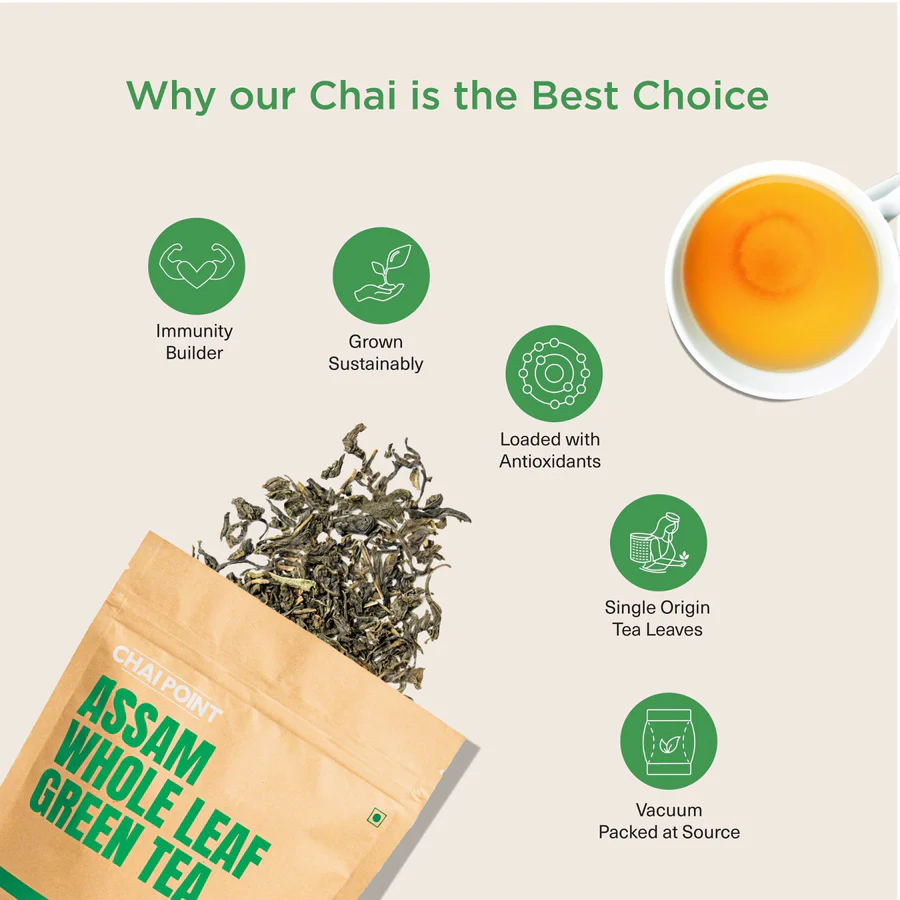 Why our Chai is the Best Choice
Immunity
Builder
Grown
Sustainably
Loaded with
Antioxidants
Single Origin
Tea Leaves
Vacuum
Packed at Source
CHAI POINT
ASSAM
WHOLE LEAF
GREEN TEA